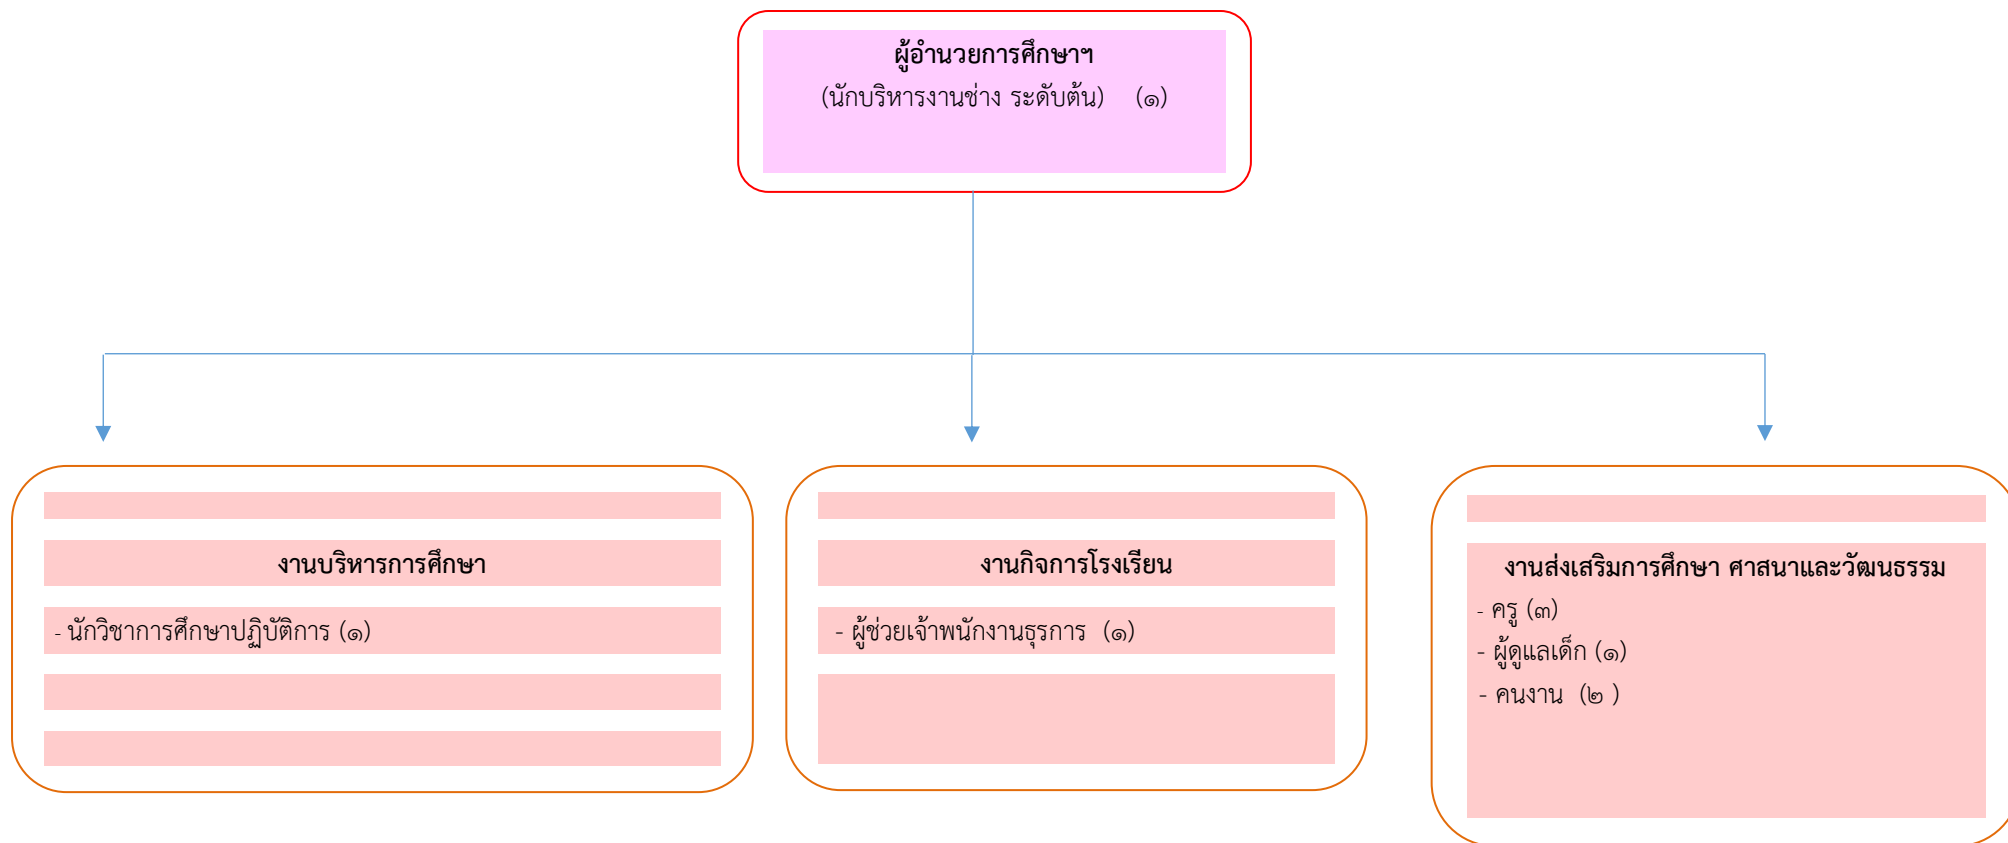 ผู้อำนวยการศึกษาฯ
(นักบริหารงานช่าง ระดับต้น) (๑)
งานบริหารการศึกษา
- นักวิชาการศึกษาปฏิบัติการ (๑)
งานกิจการโรงเรียน
- ผู้ช่วยเจ้าพนักงานธุรการ (๑)
งานส่งเสริมการศึกษา ศาสนาและวัฒนธรรม
- ครู (๓)
- ผู้ดูแลเด็ก (๑)
- คนงาน (๒ )